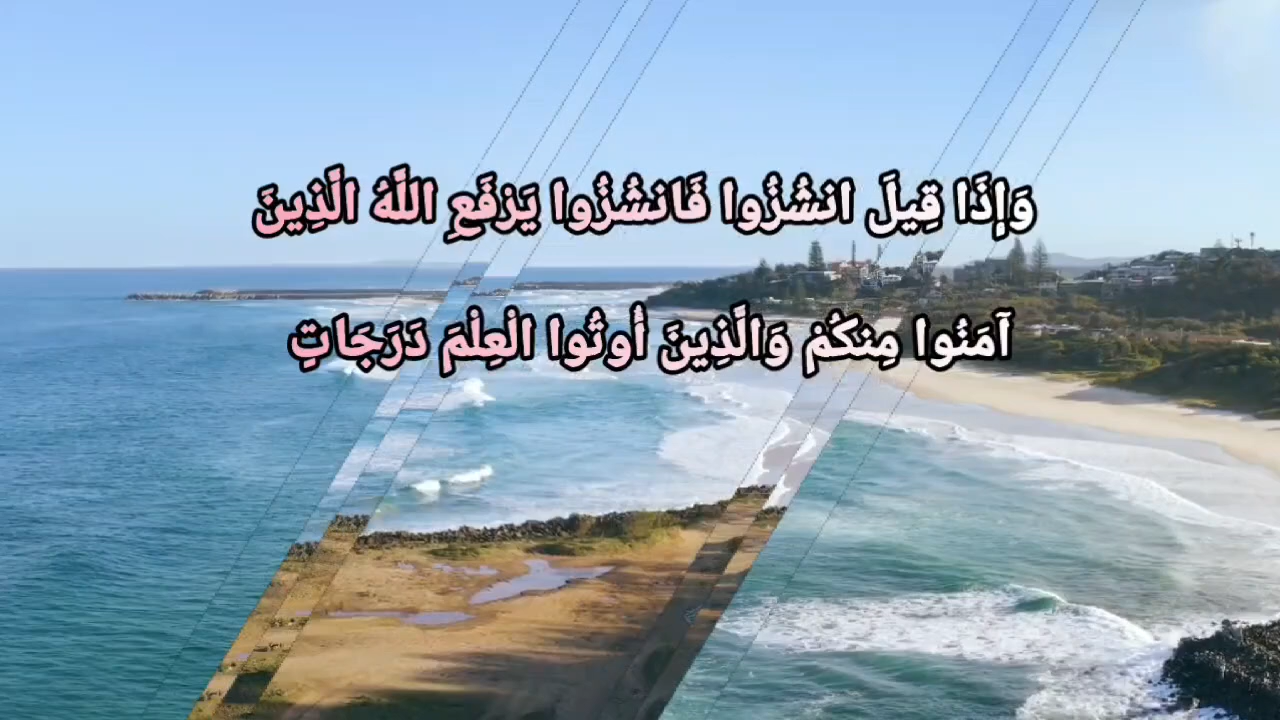 وَإِذَا قِيلَ انشُزُوا فَانشُزُوا يَرْفَعِ اللَّهُ الَّذِينَ
آمَنُوا مِنكُمْ وَالَّذِينَ أُوتُوا الْعِلْمَ دَرَجَاتٍ